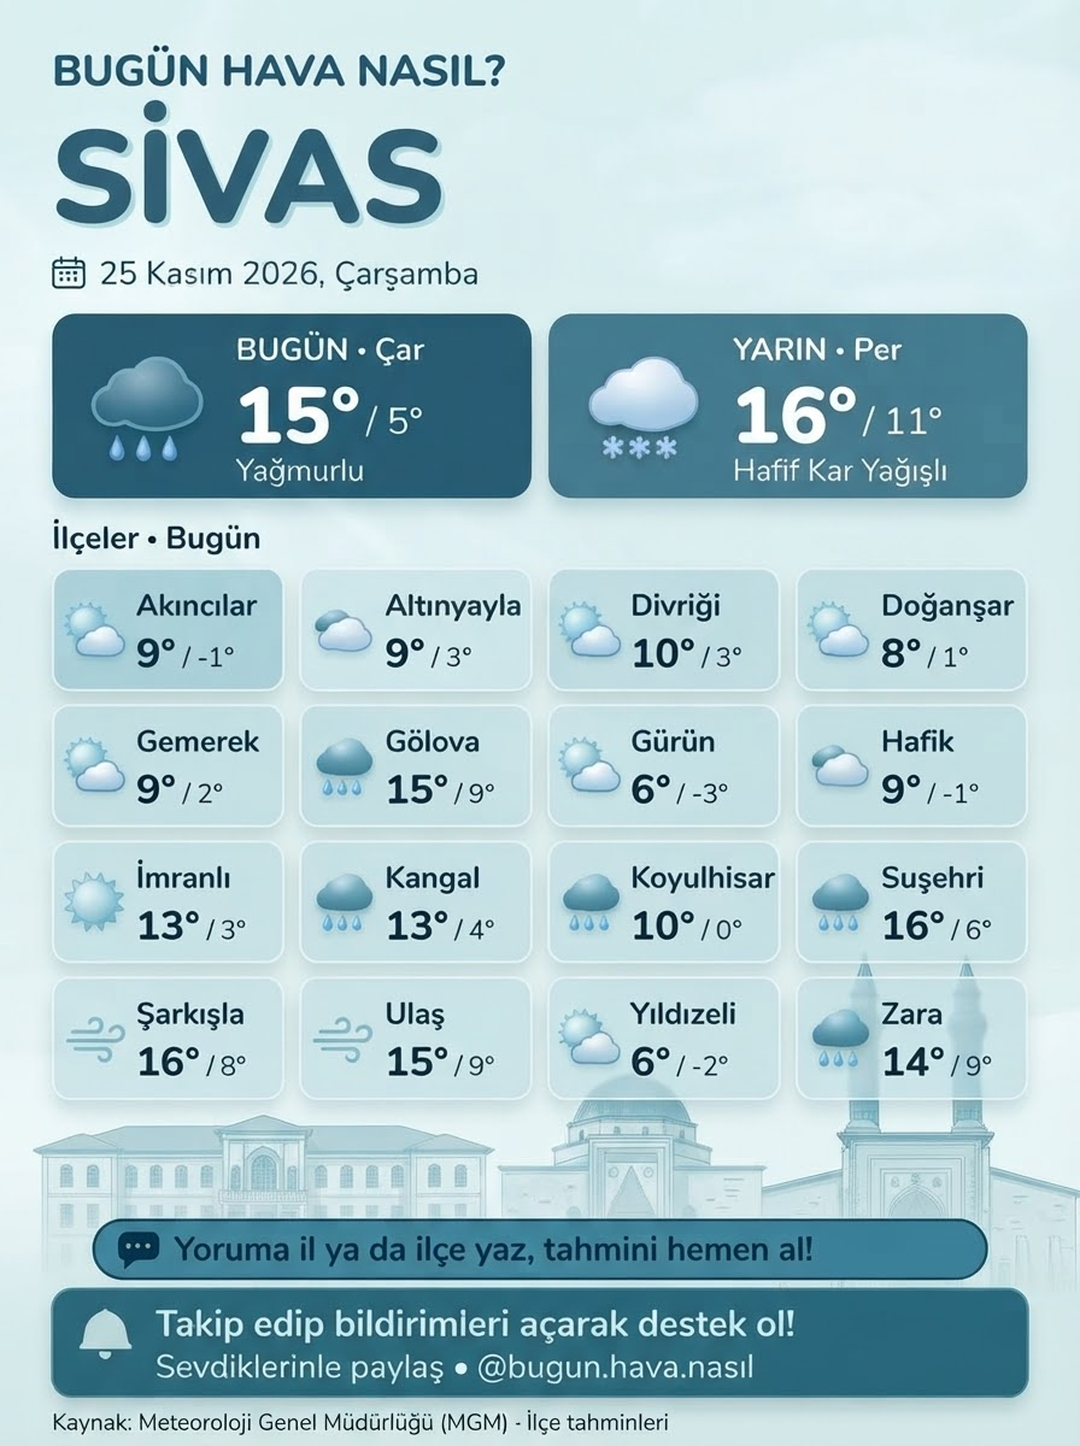 BUGÜN HAVA NASIL?
SİVAS
25 Kasım 2026, Çarşamba
BUGÜN • Çar
15° / 5°
Yağmurlu
YARIN • Per
16° / 11°
Hafif Kar Yağışlı
İlçeler • Bugün
Akıncılar
9° / -1°
Altınyayla
9° / 3°
Divriği
10° / 3°
Doğanşar
8° / 1°
Gemerek
9° / 2°
Gölova
15° / 9°
Gürün
6° / -3°
Hafik
9° / -1°
İmranlı
13° / 3°
Kangal
13° / 4°
Koyulhisar
10° / 0°
Suşehri
16° / 6°
Şarkışla
16° / 8°
Ulaş
15° / 9°
Yıldızeli
6° / -2°
Zara
14° / 9°
Yoruma il ya da ilçe yaz, tahmini hemen al!
Takip edip bildirimleri açarak destek ol!
Sevdiklerinle paylaş • @bugun.hava.nasıl
Kaynak: Meteoroloji Genel Müdürlüğü (MGM) - İlçe tahminleri